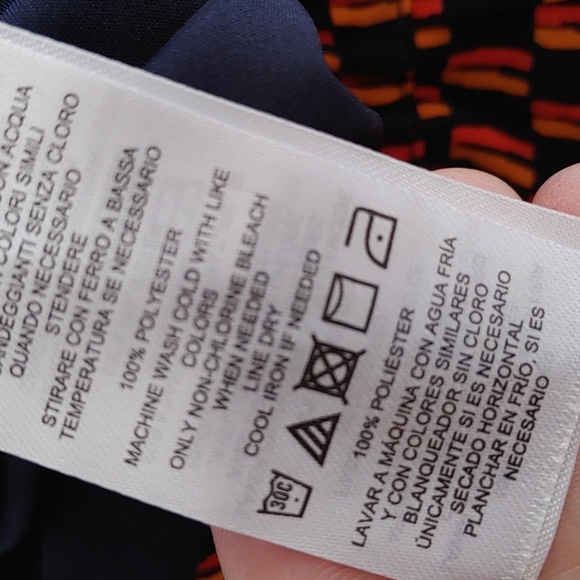 ACQUA
COLORI SIMILI
SENZA CLORO
QUANDO NECESSARIO
STENDERE
STIRARE CON FERRO A BASSA
TEMPERATURA SE NECESSARIO
100% POLYESTER
MACHINE WASH COLD WITH LIKE
COLORS
ONLY NON-CHLORINE BLEACH
WHEN NEEDED
LINE DRY
COOL IRON IF NEEDED
30C
100% POLIÉSTER
LAVAR A MÁQUINA CON AGUA FRÍA
Y CON COLORES SIMILARES
BLANQUEADOR SIN CLORO
ÚNICAMENTE SI ES NECESARIO
SECADO HORIZONTAL
PLANCHAR EN FRÍO, SI ES
NECESARIO